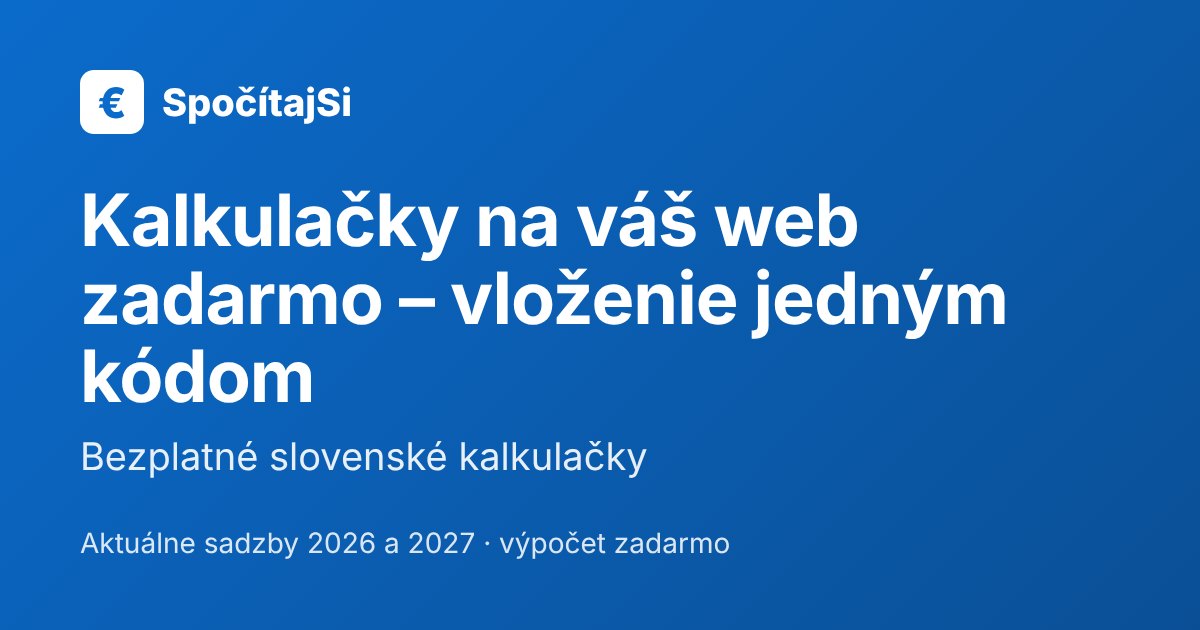 € SpočítajSi
Kalkulačky na váš web
zadarmo – vloženie jedným
kódom
Bezplatné slovenské kalkulačky
Aktuálne sadzby 2026 a 2027 · výpočet zadarmo